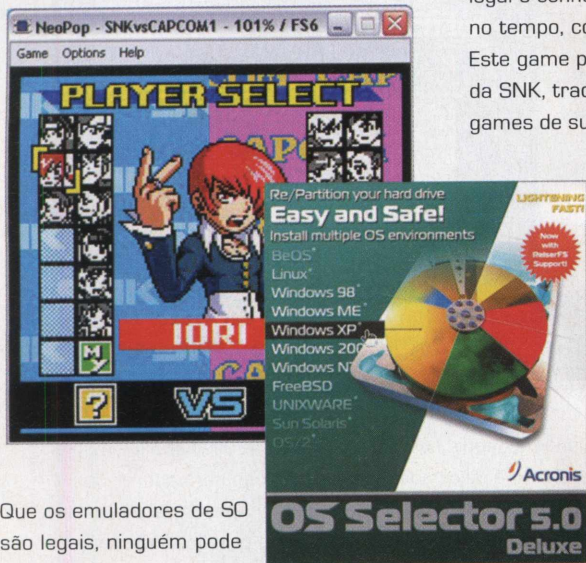 NeoPop - SNKvsCAPCOM1 - 101% / FS6
Game Options Help
PLAYER SELECT
IORI
?
VS
no tempo, co
Este game p
da SNK, trad
games de su
Re/Partition your hard drive
LIGHTENING FAST!
Easy and Safe!
Install multiple OS environments
Now
with
ReiserFS
Support!
BeOS*
Linux*
Windows 98*
Windows ME*
Windows XP*
Windows 200
Windows N
FreeBSD
UNIXWARE*
Sun Solaris*
OS/2*
Acronis
OS Selector 5.0
Deluxe
Que os emuladores de SO
são legais, ninguém pode